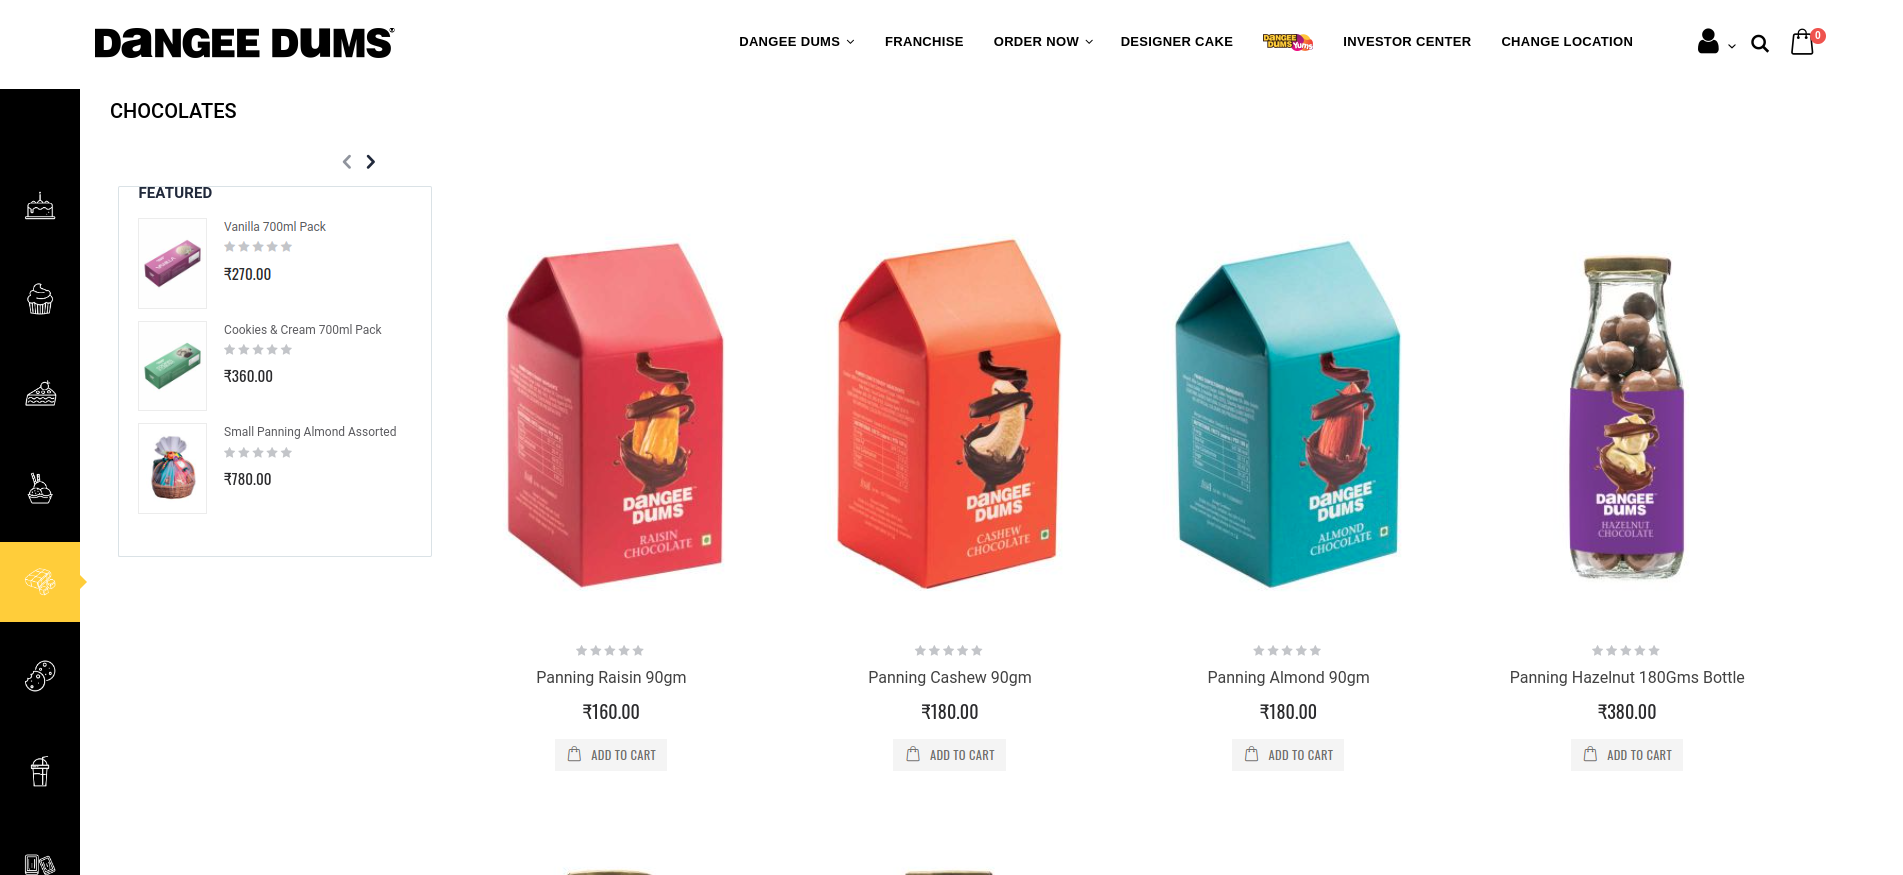 DANGEE DUMS
DANGEE DUMS
FRANCHISE
ORDER NOW
DESIGNER CAKE
DANGEE DUMS Yums
INVESTOR CENTER
CHANGE LOCATION
0
CHOCOLATES
FEATURED
Vanilla 700ml Pack
₹270.00
Cookies & Cream 700ml Pack
₹360.00
Small Panning Almond Assorted
₹780.00
DANGEE
DUMS
RAISIN
CHOCOLATE
DANGEE
DUMS
CASHEW
CHOCOLATE
DANGEE
DUMS
ALMOND
CHOCOLATE
DANGEE
DUMS
HAZELNUT
CHOCOLATE
Panning Raisin 90gm
₹160.00
ADD TO CART
Panning Cashew 90gm
₹180.00
ADD TO CART
Panning Almond 90gm
₹180.00
ADD TO CART
Panning Hazelnut 180Gms Bottle
₹380.00
ADD TO CART